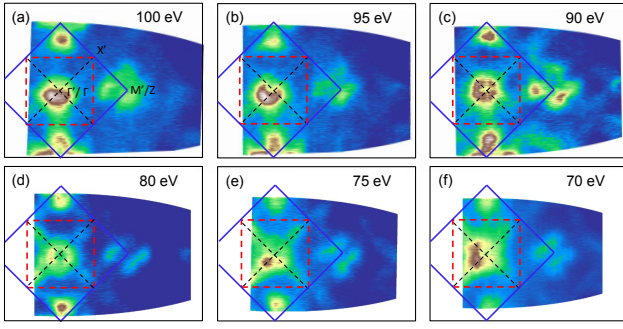 (a) 100 eV
(b) 95 eV
(c) 90 eV
X'
Γ'/ Γ
M'/Z
(d) 80 eV
(e) 75 eV
(f) 70 eV